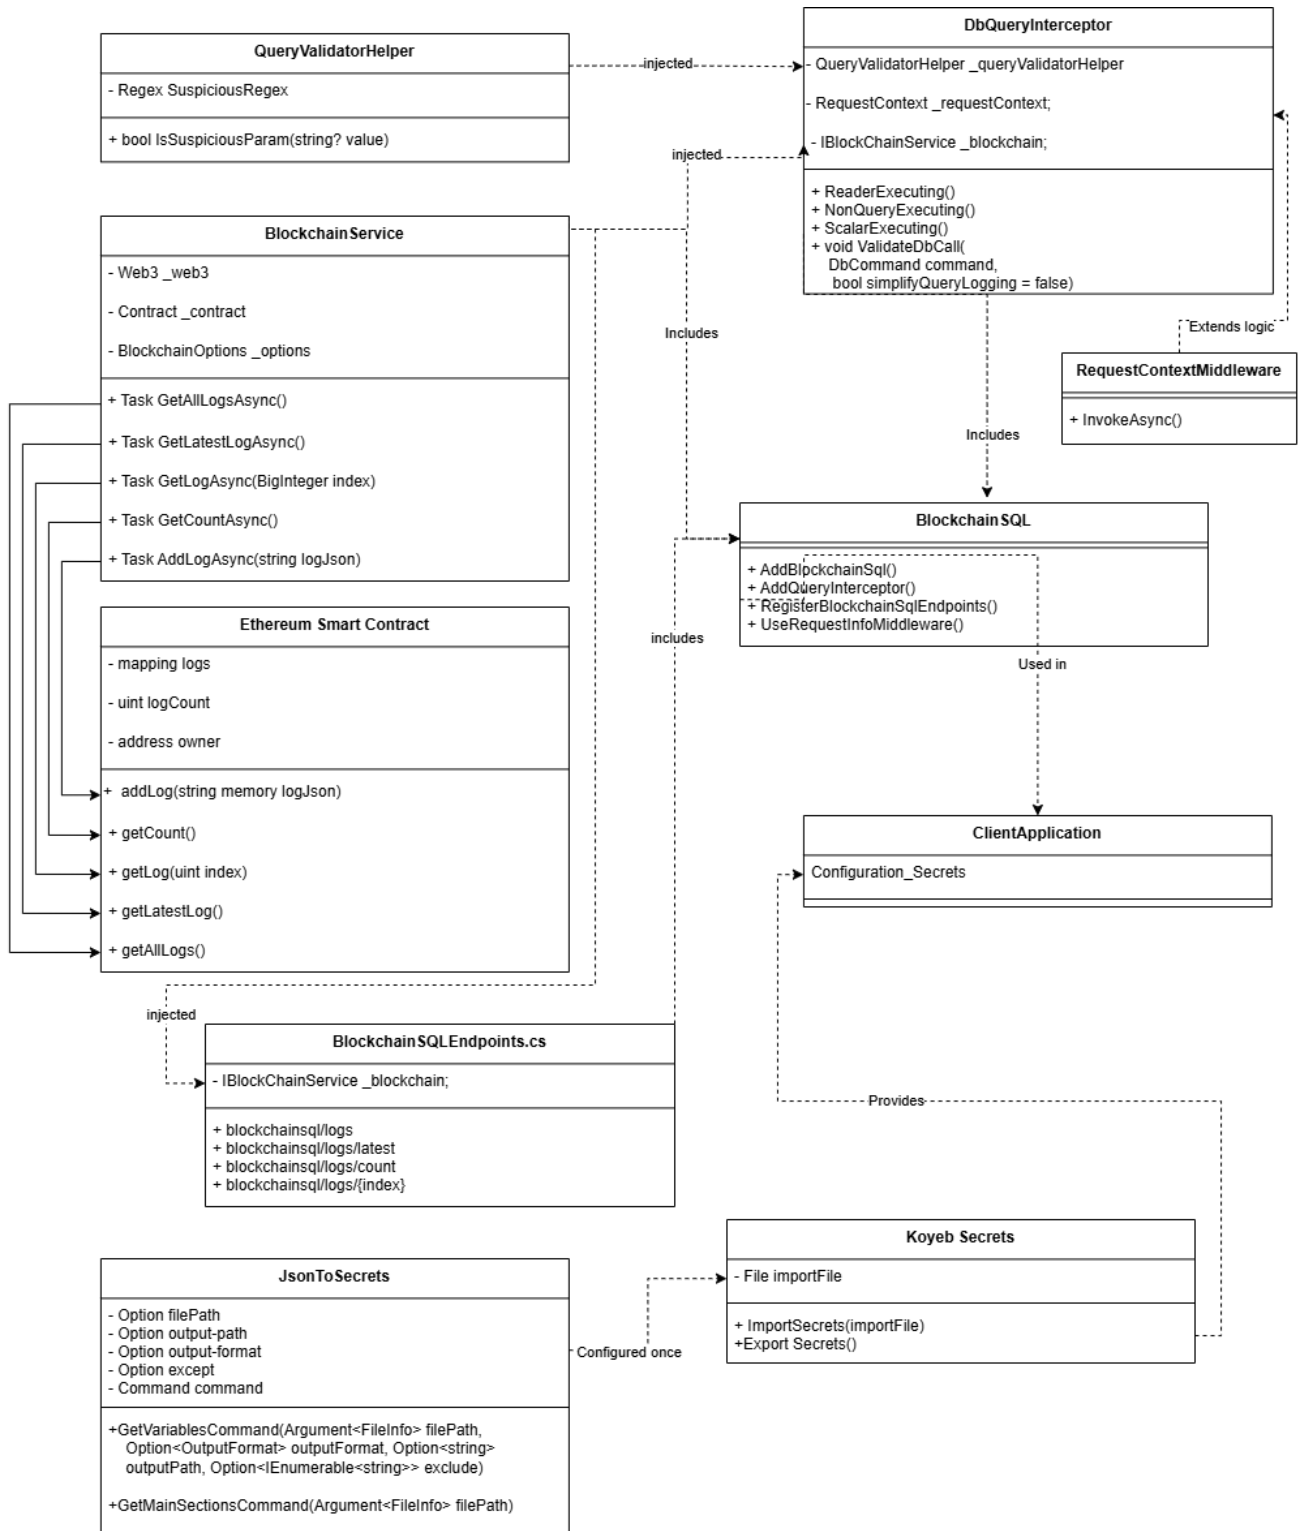 QueryValidatorHelper
- Regex SuspiciousRegex
+ bool IsSuspiciousParam(string? value)
injected
DbQueryInterceptor
- QueryValidatorHelper _queryValidatorHelper
- RequestContext _requestContext;
- IBlockChainService _blockchain;
+ ReaderExecuting()
+ NonQueryExecuting()
+ ScalarExecuting()
+ void ValidateDbCall(
DbCommand command,
bool simplifyQueryLogging = false)
injected
BlockchainService
- Web3 _web3
- Contract _contract
- BlockchainOptions _options
+ Task GetAllLogsAsync()
+ Task GetLatestLogAsync()
+ Task GetLogAsync(BigInteger index)
+ Task GetCountAsync()
+ Task AddLogAsync(string logJson)
Includes
Extends logic
RequestContextMiddleware
+ InvokeAsync()
Includes
BlockchainSQL
+ AddBlockchainSql()
+ AddQueryInterceptor()
+ RegisterBlockchainSqlEndpoints()
+ UseRequestInfoMiddleware()
Ethereum Smart Contract
- mapping logs
- uint logCount
- address owner
+ addLog(string memory logJson)
+ getCount()
+ getLog(uint index)
+ getLatestLog()
+ getAllLogs()
includes
Used in
ClientApplication
Configuration_Secrets
injected
BlockchainSQLEndpoints.cs
- IBlockChainService _blockchain;
+ blockchainsql/logs
+ blockchainsql/logs/latest
+ blockchainsql/logs/count
+ blockchainsql/logs/{index}
Provides
JsonToSecrets
- Option filePath
- Option output-path
- Option output-format
- Option except
- Command command
+GetVariablesCommand(Argument<FileInfo> filePath,
Option<OutputFormat> outputFormat, Option<string>
outputPath, Option<IEnumerable<string>> exclude)
+GetMainSectionsCommand(Argument<FileInfo> filePath)
Configured once
Koyeb Secrets
- File importFile
+ ImportSecrets(importFile)
+Export Secrets()